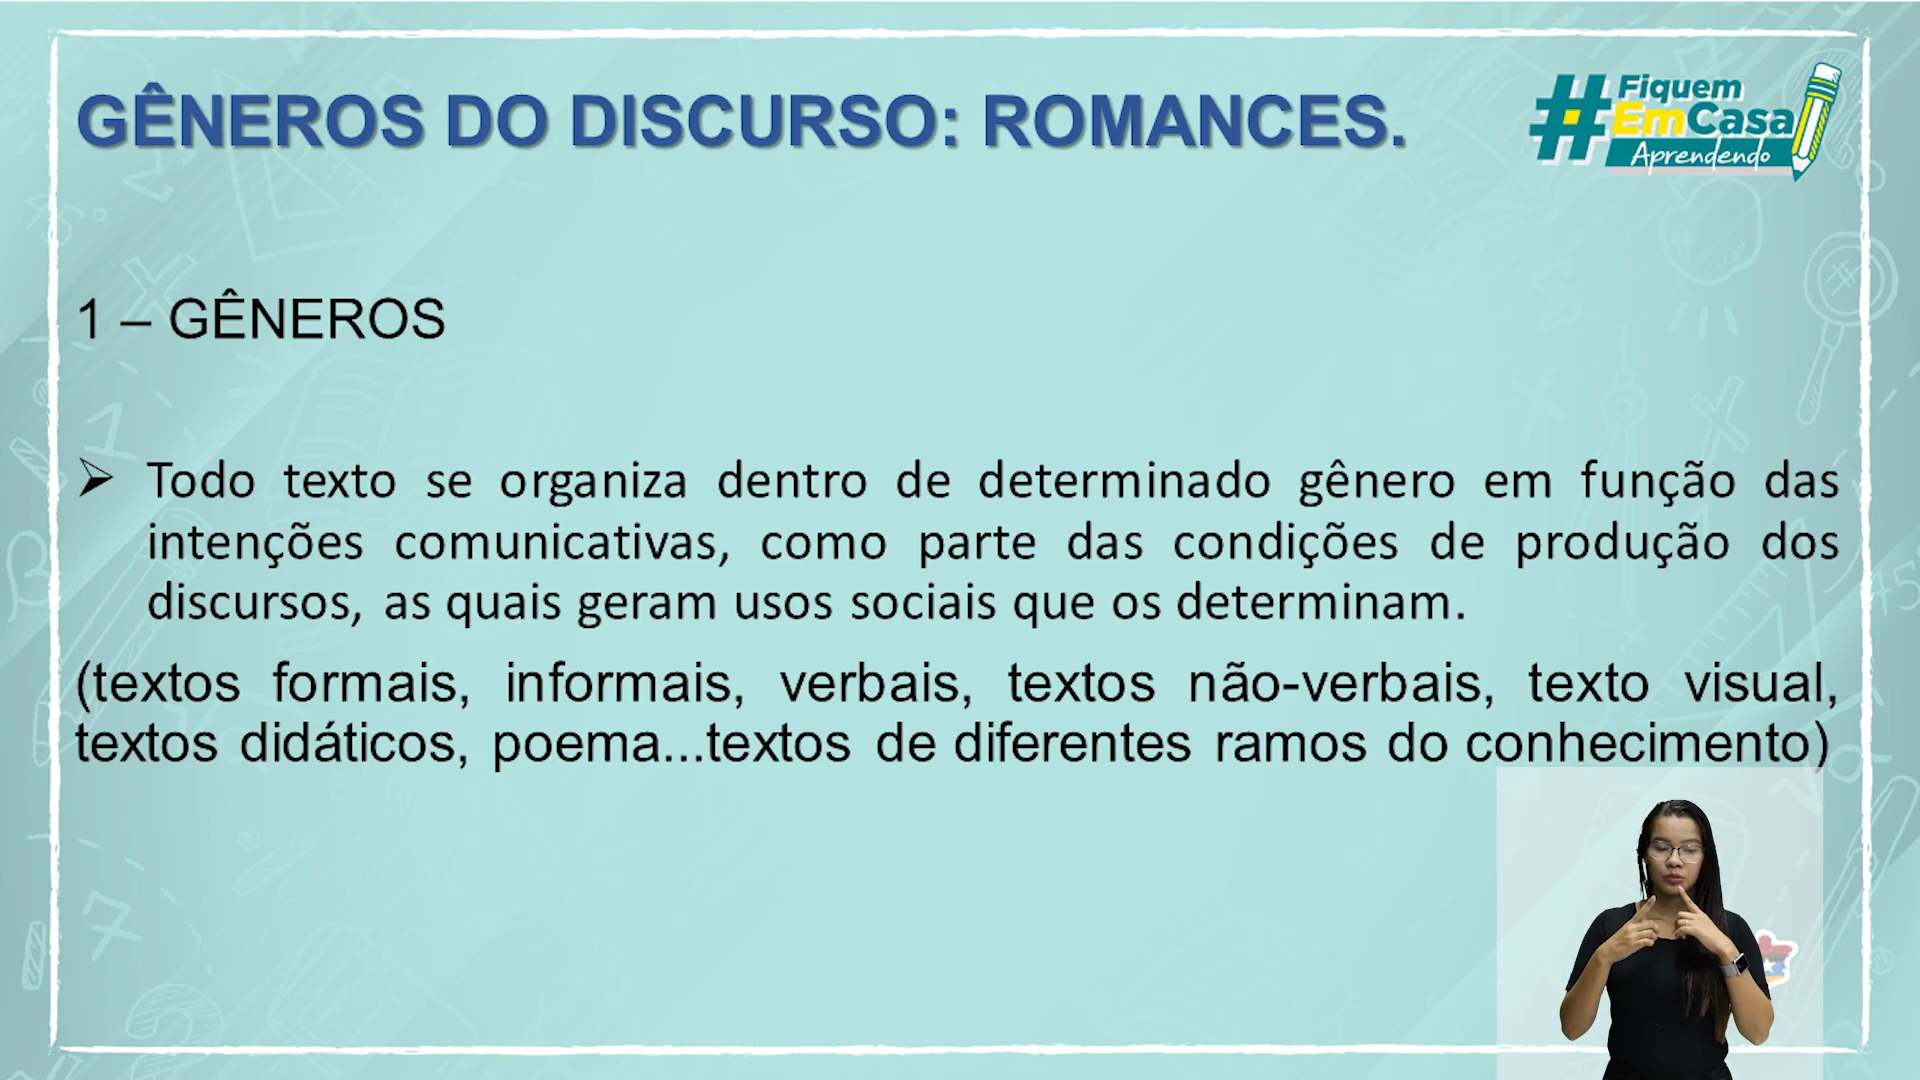 GÊNEROS DO DISCURSO: ROMANCES.
#Fiquem
EmCasa
Aprendendo
1 – GÊNEROS
➢ Todo texto se organiza dentro de determinado gênero em função das
intenções comunicativas, como parte das condições de produção dos
discursos, as quais geram usos sociais que os determinam.
(textos formais, informais, verbais, textos não-verbais, texto visual,
textos didáticos, poema...textos de diferentes ramos do conhecimento)